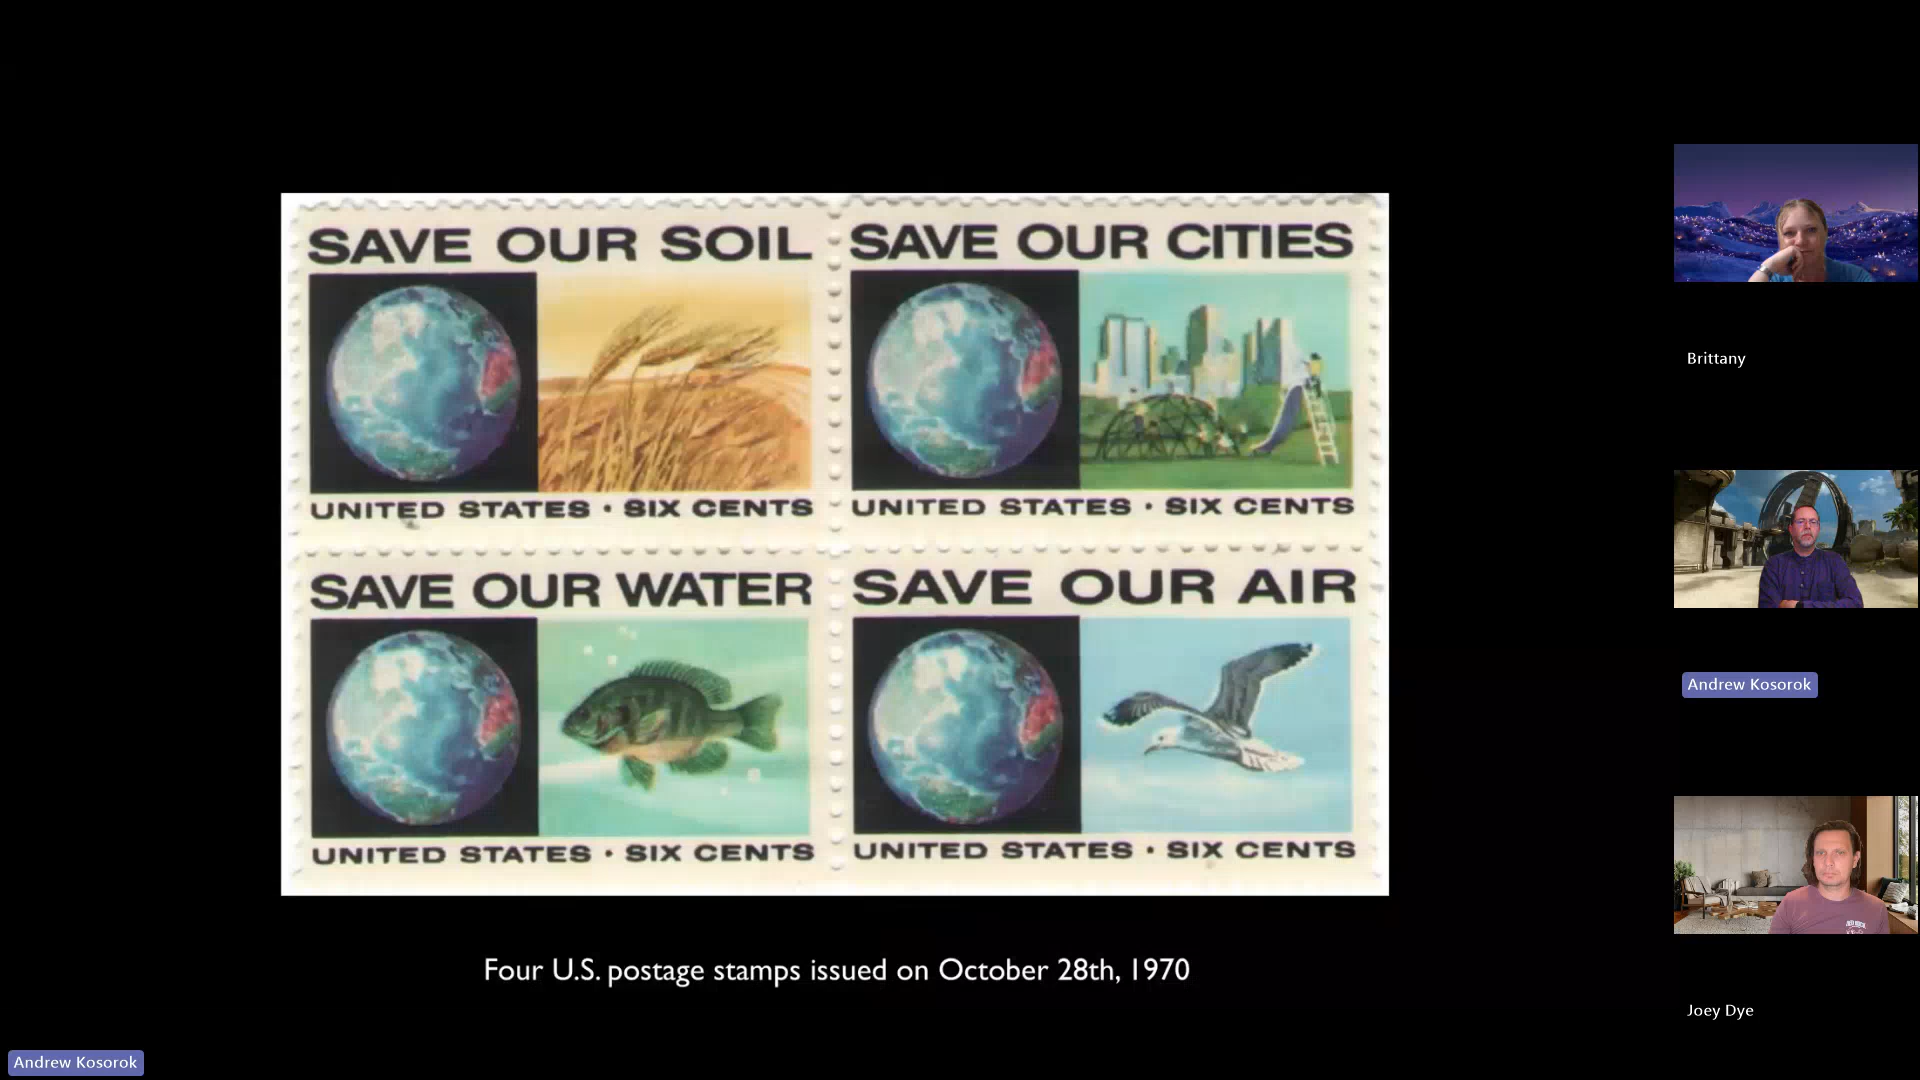 SAVE OUR SOIL
SAVE OUR CITIES
UNITED STATES · SIX CENTS
UNITED STATES · SIX CENTS
SAVE OUR WATER
SAVE OUR AIR
UNITED STATES · SIX CENTS
UNITED STATES · SIX CENTS
Four U.S. postage stamps issued on October 28th, 1970
Andrew Kosorok
Brittany
Andrew Kosorok
Joey Dye